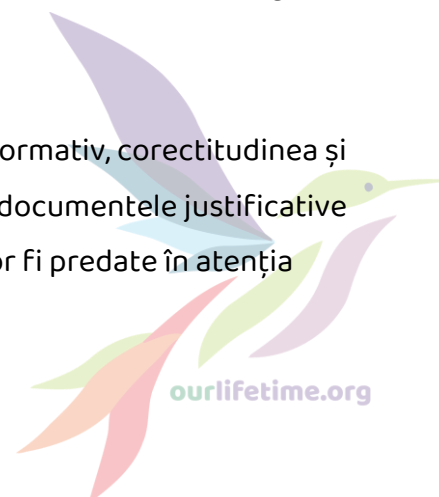 ormativ, corectitudinea și
documentele justificative
or fi predate în atenția
ourlifetime.org